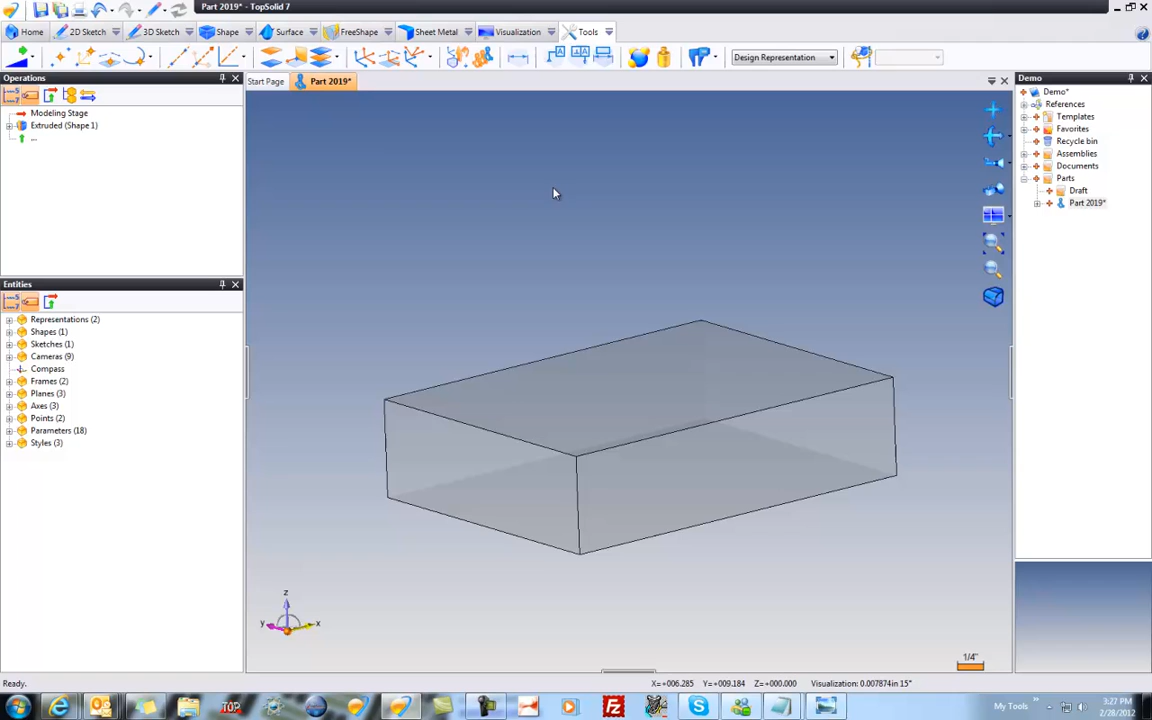 Part 2019* - TopSolid 7
Home
2D Sketch
3D Sketch
Shape
Surface
FreeShape
Sheet Metal
Visualization
Tools
Design Representation
Operations
Start Page
Part 2019*
Demo
Modeling Stage
Extruded (Shape 1)
...
Demo*
References
Templates
Favorites
Recycle bin
Assemblies
Documents
Parts
Draft
Part 2019*
Entities
Representations (2)
Shapes (1)
Sketches (1)
Cameras (9)
Compass
Frames (2)
Planes (3)
Axes (3)
Points (2)
Parameters (18)
Styles (3)
z
y
x
1/4"
Ready.
X=+006.285 Y=+009.184 Z=+000.000
Visualization: 0.007874in 15°
TOP
My Tools
3:27 PM
2/28/2012